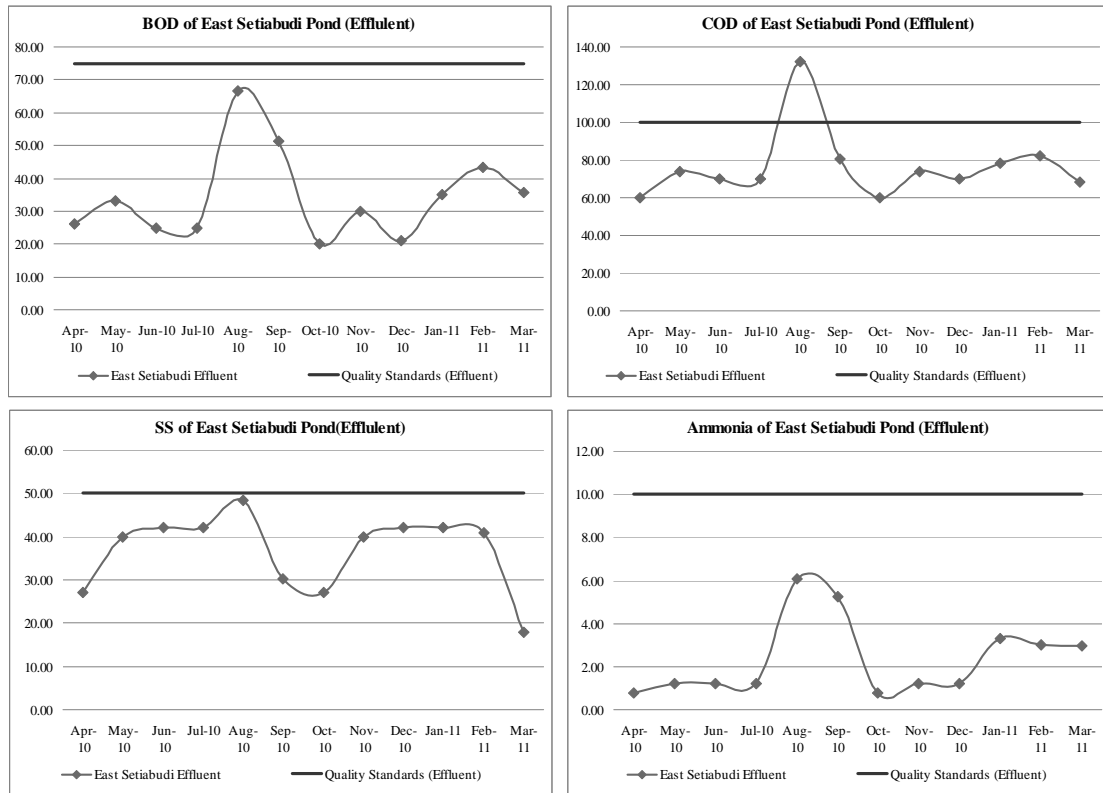 BOD of East Setiabudi Pond (Efflulent)
80.00
70.00
60.00
50.00
40.00
30.00
20.00
10.00
0.00
Apr-10 May-10 Jun-10 Jul-10 Aug-10 Sep-10 Oct-10 Nov-10 Dec-10 Jan-11 Feb-11 Mar-11
East Setiabudi Effluent Quality Standards (Effluent)
COD of East Setiabudi Pond (Efflulent)
140.00
120.00
100.00
80.00
60.00
40.00
20.00
0.00
Apr-10 May-10 Jun-10 Jul-10 Aug-10 Sep-10 Oct-10 Nov-10 Dec-10 Jan-11 Feb-11 Mar-11
East Setiabudi Effluent Quality Standards (Effluent)
SS of East Setiabudi Pond(Efflulent)
60.00
50.00
40.00
30.00
20.00
10.00
0.00
Apr-10 May-10 Jun-10 Jul-10 Aug-10 Sep-10 Oct-10 Nov-10 Dec-10 Jan-11 Feb-11 Mar-11
East Setiabudi Effluent Quality Standards (Effluent)
Ammonia of East Setiabudi Pond (Efflulent)
12.00
10.00
8.00
6.00
4.00
2.00
0.00
Apr-10 May-10 Jun-10 Jul-10 Aug-10 Sep-10 Oct-10 Nov-10 Dec-10 Jan-11 Feb-11 Mar-11
East Setiabudi Effluent Quality Standards (Effluent)